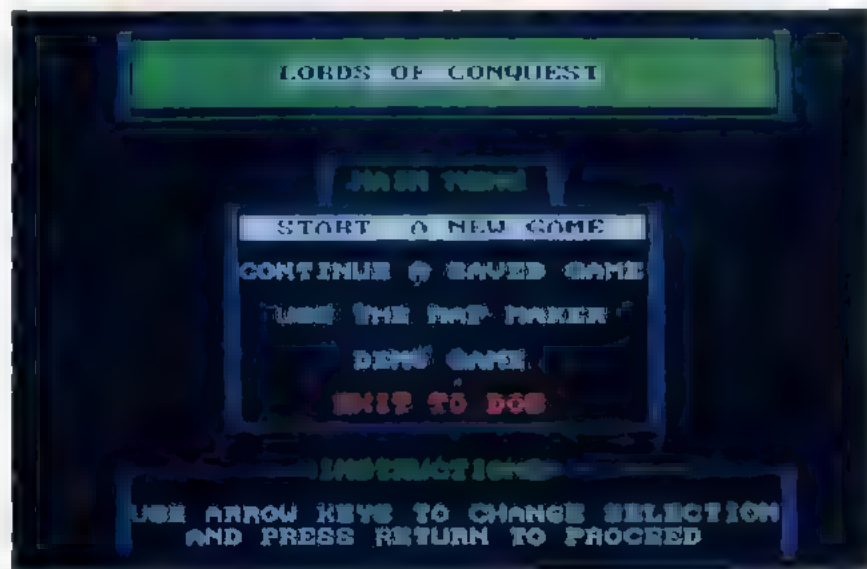 LORDS OF CONQUEST
MAIN MENU
START A NEW GAME
CONTINUE A SAVED GAME
USE THE MAP MAKER
DEMO GAME
EXIT TO DOS
INSTRUCTIONS
USE ARROW KEYS TO CHANGE SELECTION
AND PRESS RETURN TO PROCEED